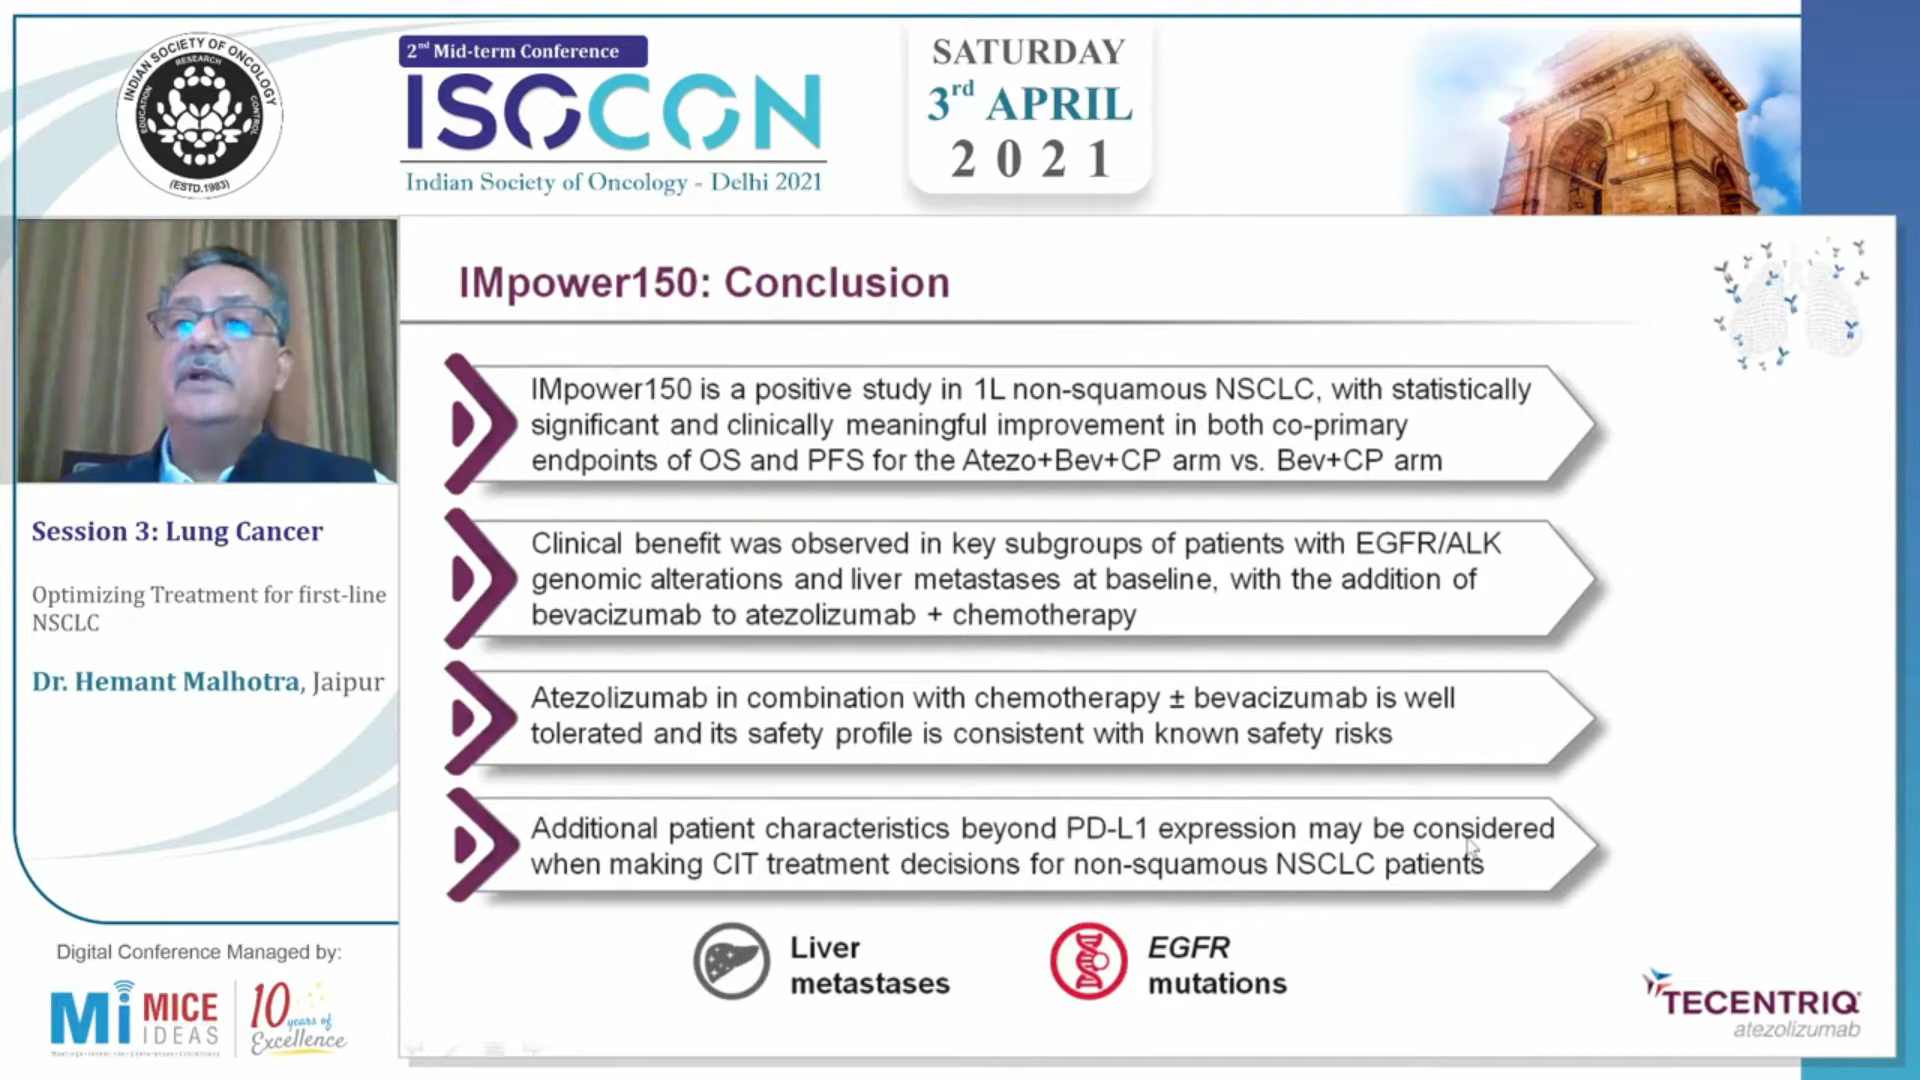 INDIAN SOCIETY OF ONCOLOGY
RESEARCH
EDUCATION
CONTROL
(ESTD.1983)
2nd Mid-term Conference
ISOCON
Indian Society of Oncology - Delhi 2021
SATURDAY
3rd APRIL
2021
Session 3: Lung Cancer
Optimizing Treatment for first-line
NSCLC
Dr. Hemant Malhotra, Jaipur
Digital Conference Managed by:
Mi MICE
IDEAS
10
years of
Excellence
IMpower150: Conclusion
IMpower150 is a positive study in 1L non-squamous NSCLC, with statistically
significant and clinically meaningful improvement in both co-primary
endpoints of OS and PFS for the Atezo+Bev+CP arm vs. Bev+CP arm
Clinical benefit was observed in key subgroups of patients with EGFR/ALK
genomic alterations and liver metastases at baseline, with the addition of
bevacizumab to atezolizumab + chemotherapy
Atezolizumab in combination with chemotherapy ± bevacizumab is well
tolerated and its safety profile is consistent with known safety risks
Additional patient characteristics beyond PD-L1 expression may be considered
when making CIT treatment decisions for non-squamous NSCLC patients
Liver
metastases
EGFR
mutations
TECENTRIQ
atezolizumab